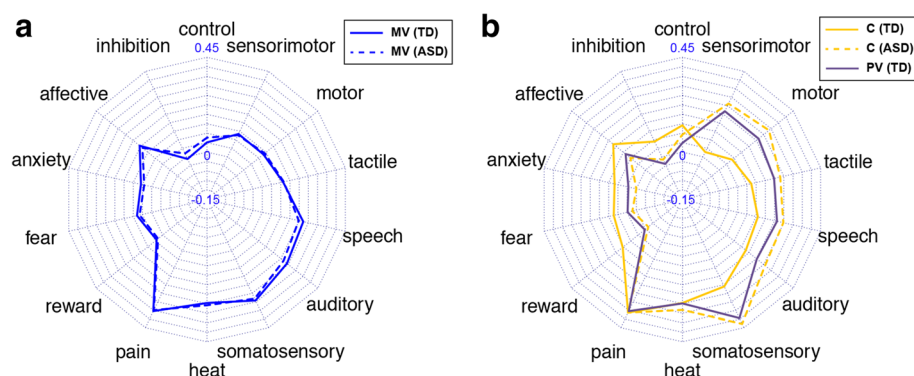 a
MV (TD)
MV (ASD)
control
inhibition
0.45
sensorimotor
affective
motor
anxiety
0
tactile
-0.15
fear
speech
reward
auditory
pain
somatosensory
heat
b
C (TD)
C (ASD)
PV (TD)
control
inhibition
0.45
sensorimotor
affective
motor
anxiety
0
tactile
-0.15
fear
speech
reward
auditory
pain
somatosensory
heat